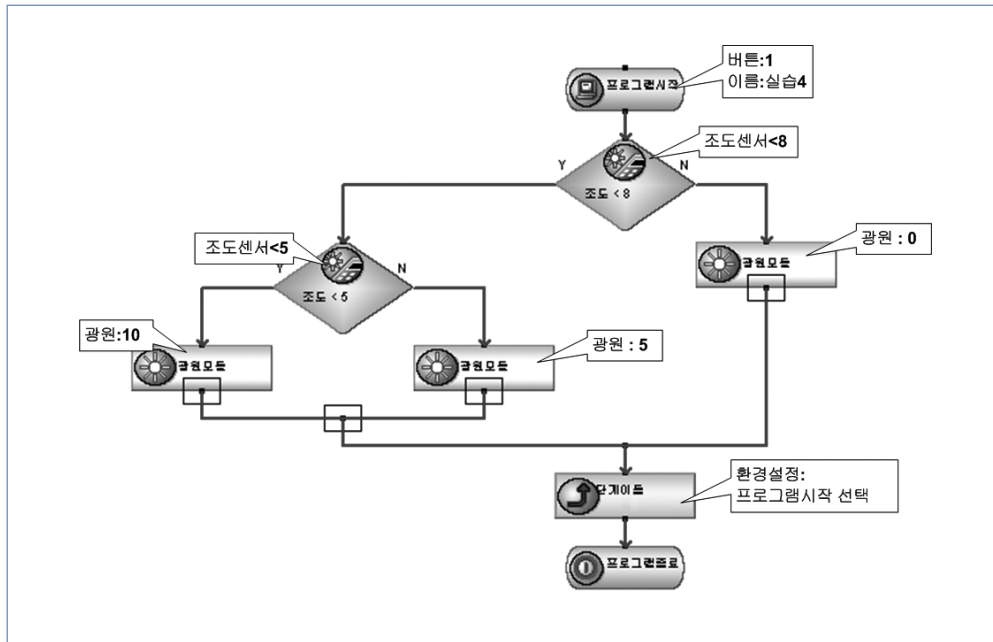 버튼:1
이름:실습4
프로그램시작
조도센서<8
Y
N
조도 < 8
광원 : 0
광원모듈
조도센서<5
Y
N
조도 < 5
광원:10
광원모듈
광원 : 5
광원모듈
환경설정:
프로그램시작 선택
단계이동
프로그램종료